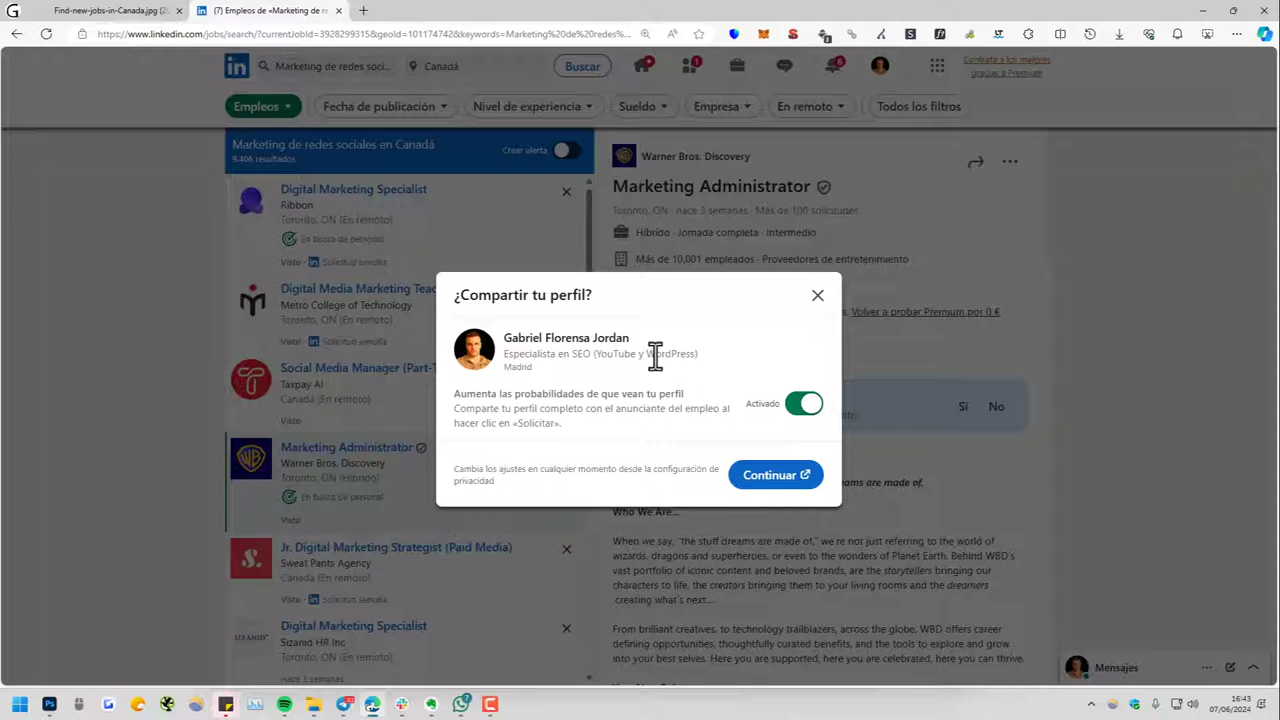 Find-new-jobs-in-Canada.jpg (2
(7) Empleos de «Marketing de re
https://www.linkedin.com/jobs/search/?currentJobId=3928299315&geoId=101174742&keywords=Marketing%20de%20redes%...
Marketing de redes soci...
Canadá
Buscar
6
1
Contrata a los mejores
gracias a Premium
Empleos
Fecha de publicación
Nivel de experiencia
Sueldo
Empresa
En remoto
Todos los filtros
Marketing de redes sociales en Canadá
9.406 resultados
Crear alerta
Digital Marketing Specialist
Ribbon
Toronto, ON (En remoto)
En busca de personal
Visto · Solicitud sencilla
Digital Media Marketing Tea
Metro College of Technology
Toronto, ON (En remoto)
Visto · Solicitud sencilla
Social Media Manager (Part-T
Taxpay AI
Canadá (En remoto)
Visto
Marketing Administrator
Warner Bros. Discovery
Toronto, ON (Híbrido)
En busca de personal
Visto
Jr. Digital Marketing Strategist (Paid Media)
Sweat Pants Agency
Canadá (En remoto)
Visto · Solicitud sencilla
SIZANID
Digital Marketing Specialist
Sizanid HR Inc
Toronto, ON (En remoto)
hace 3 semanas
Warner Bros. Discovery
Marketing Administrator
Toronto, ON · hace 3 semanas · Más de 100 solicitudes
Híbrido · Jornada completa · Intermedio
Más de 10,001 empleados · Proveedores de entretenimiento
Volver a probar Premium por 0 €
Sí
No
¿Compartir tu perfil?
Gabriel Florensa Jordan
Especialista en SEO (YouTube y WordPress)
Madrid
Aumenta las probabilidades de que vean tu perfil
Comparte tu perfil completo con el anunciante del empleo al
hacer clic en «Solicitar».
Activado
Cambia los ajustes en cualquier momento desde la configuración de
privacidad
Continuar
eams are made of.
Who We Are...
When we say, "the stuff dreams are made of," we're not just referring to the world of
wizards, dragons and superheroes, or even to the wonders of Planet Earth. Behind WBD's
vast portfolio of iconic content and beloved brands, are the storytellers bringing our
characters to life, the creators bringing them to your living rooms and the dreamers
creating what's next...
From brilliant creatives, to technology trailblazers, across the globe, WBD offers career
defining opportunities, thoughtfully curated benefits, and the tools to explore and grow
into your best selves. Here you are supported, here you are celebrated, here you can thrive.
Mensajes
16:43
07/06/2024